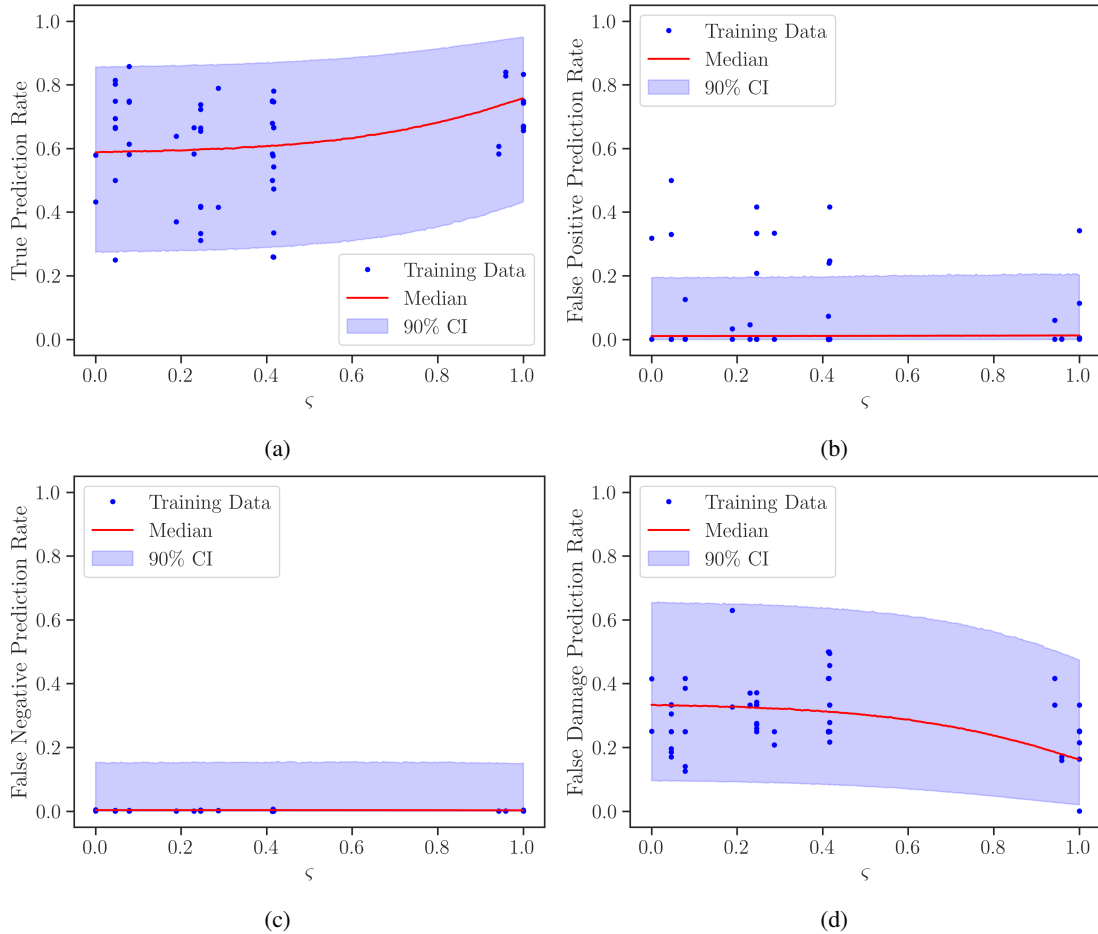 True Prediction Rate
1.0
0.8
0.6
0.4
0.2
0.0
Training Data
Median
90% CI
0.0 0.2 0.4 0.6 0.8 1.0
ς
(a)
False Positive Prediction Rate
1.0
0.8
0.6
0.4
0.2
0.0
Training Data
Median
90% CI
0.0 0.2 0.4 0.6 0.8 1.0
ς
(b)
False Negative Prediction Rate
1.0
0.8
0.6
0.4
0.2
0.0
Training Data
Median
90% CI
0.0 0.2 0.4 0.6 0.8 1.0
ς
(c)
False Damage Prediction Rate
1.0
0.8
0.6
0.4
0.2
0.0
Training Data
Median
90% CI
0.0 0.2 0.4 0.6 0.8 1.0
ς
(d)